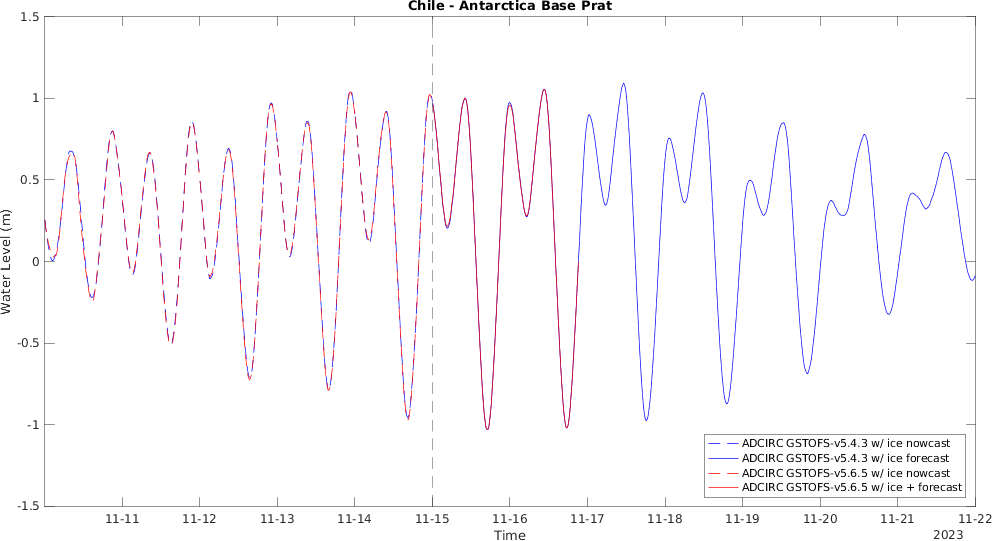 Chile - Antarctica Base Prat
1.5
1
0.5
0
-0.5
-1
-1.5
Water Level (m)
11-11 11-12 11-13 11-14 11-15 11-16 11-17 11-18 11-19 11-20 11-21 11-22
Time
2023
ADCIRC GSTOFS-v5.4.3 w/ ice nowcast
ADCIRC GSTOFS-v5.4.3 w/ ice forecast
ADCIRC GSTOFS-v5.6.5 w/ ice nowcast
ADCIRC GSTOFS-v5.6.5 w/ ice + forecast